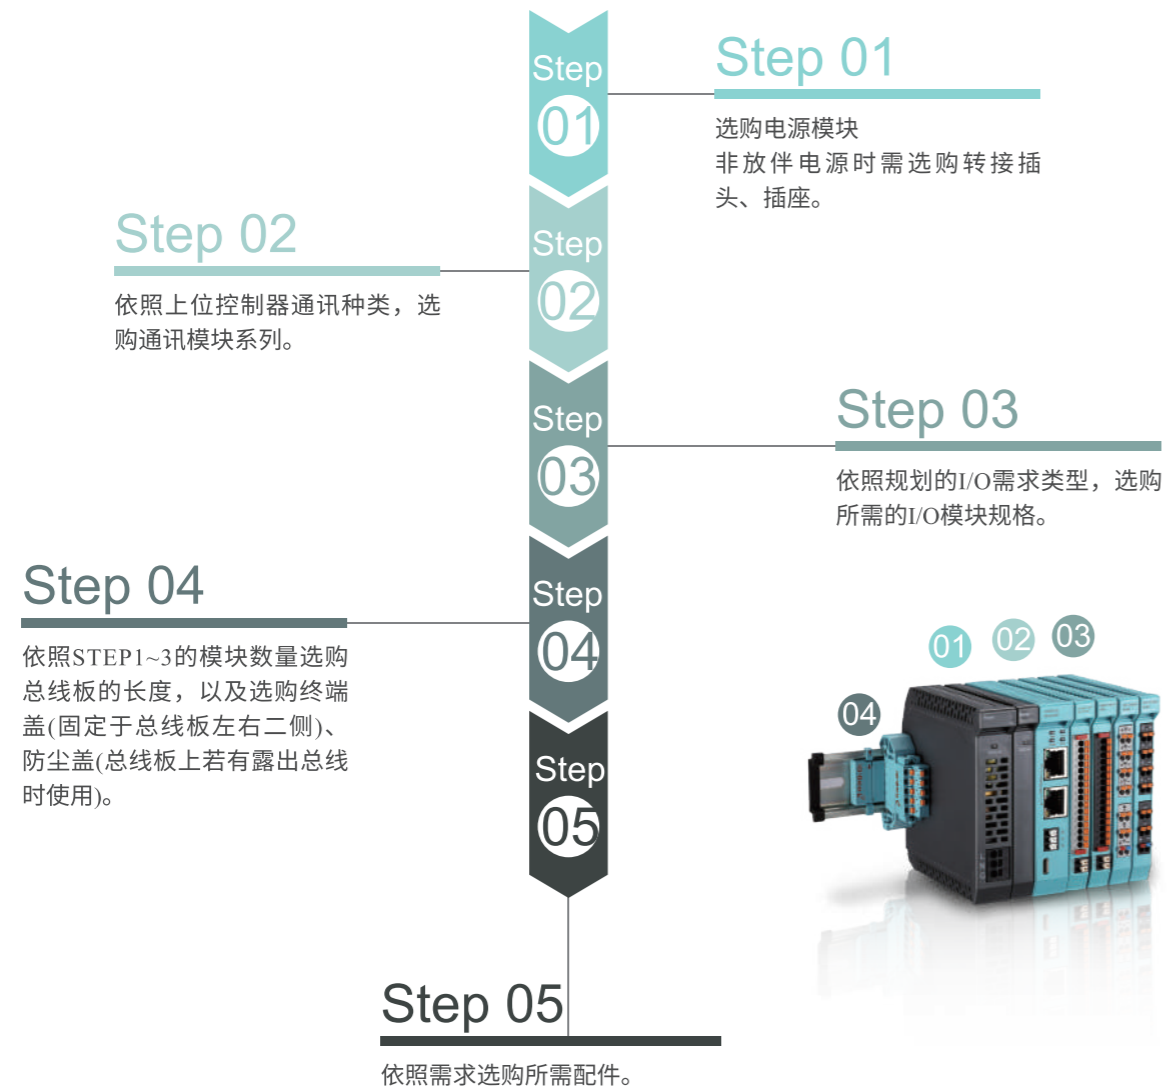 Step
01
Step 01
选购电源模块
非放伴电源时需选购转接插
头、插座。
Step 02
依照上位控制器通讯种类，选
购通讯模块系列。
Step
02
Step
03
Step 03
依照规划的I/O需求类型，选购
所需的I/O模块规格。
Step 04
依照STEP1~3的模块数量选购
总线板的长度，以及选购终端
盖(固定于总线板左右二侧)、
防尘盖(总线板上若有露出总线
时使用)。
Step
04
Step
05
01
02
03
04
Step 05
依照需求选购所需配件。